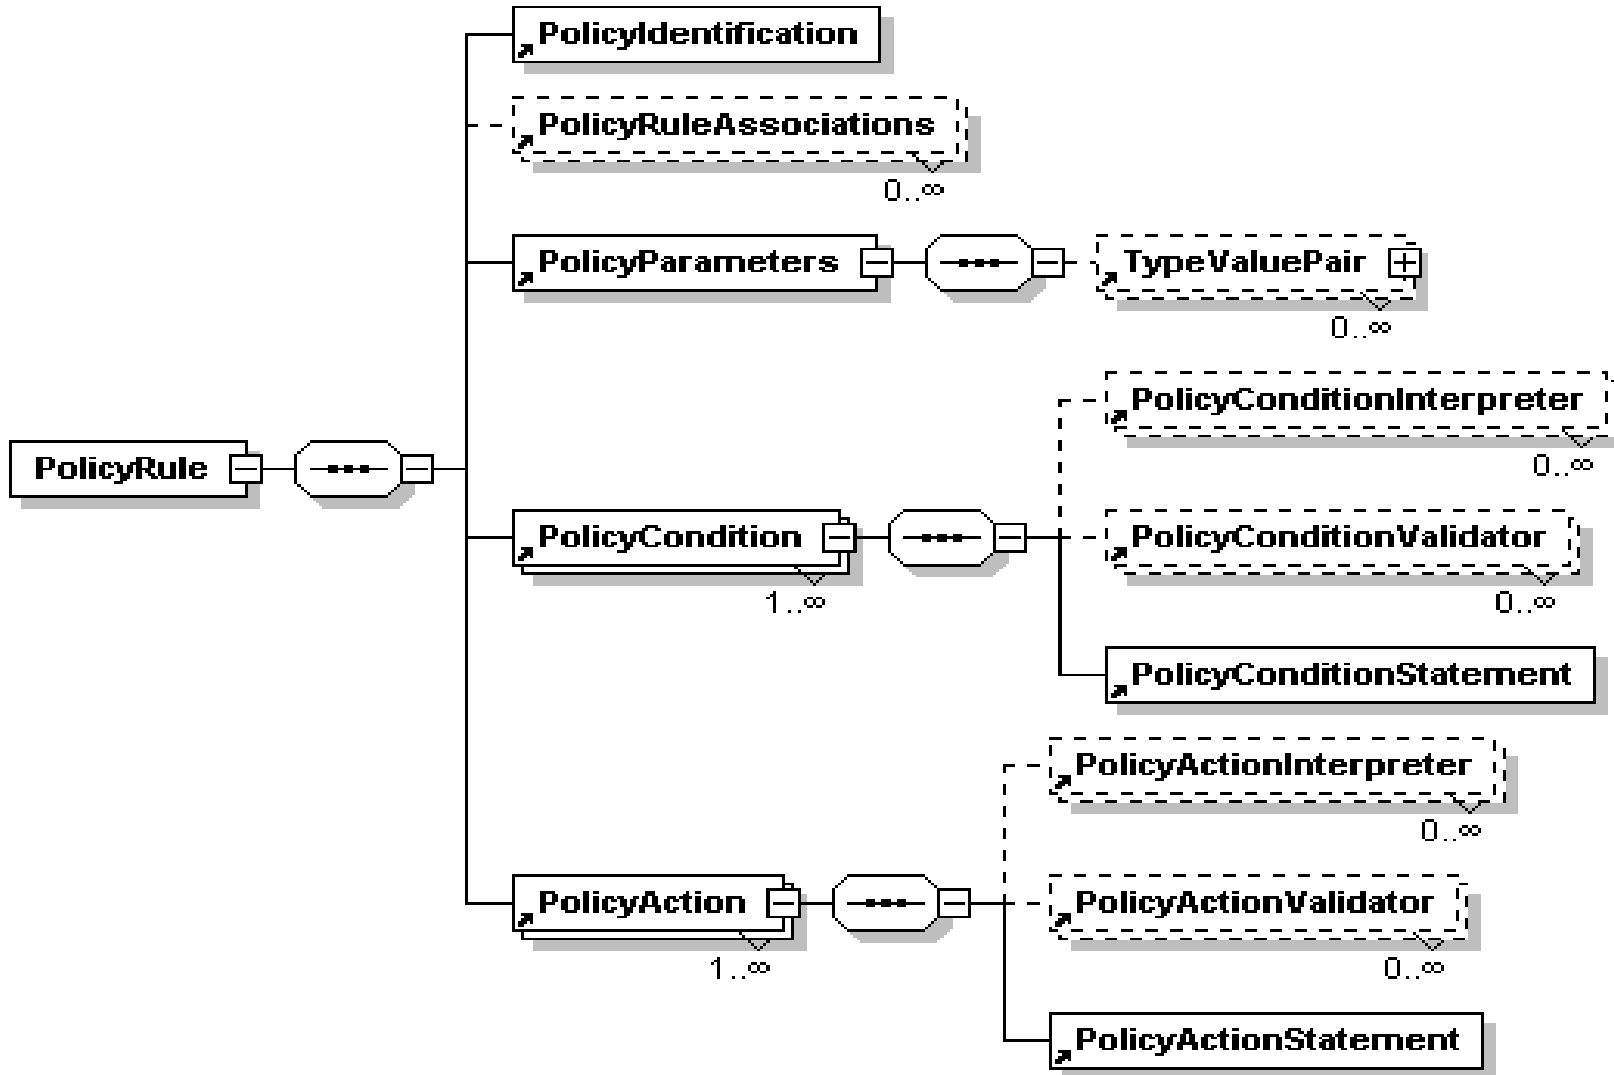 PolicyIdentification
PolicyRuleAssociations
0..∞
PolicyParameters
TypeValuePair
0..∞
PolicyConditionInterpreter
0..∞
PolicyRule
PolicyCondition
1..∞
PolicyConditionValidator
0..∞
PolicyConditionStatement
PolicyActionInterpreter
0..∞
PolicyAction
1..∞
PolicyActionValidator
0..∞
PolicyActionStatement